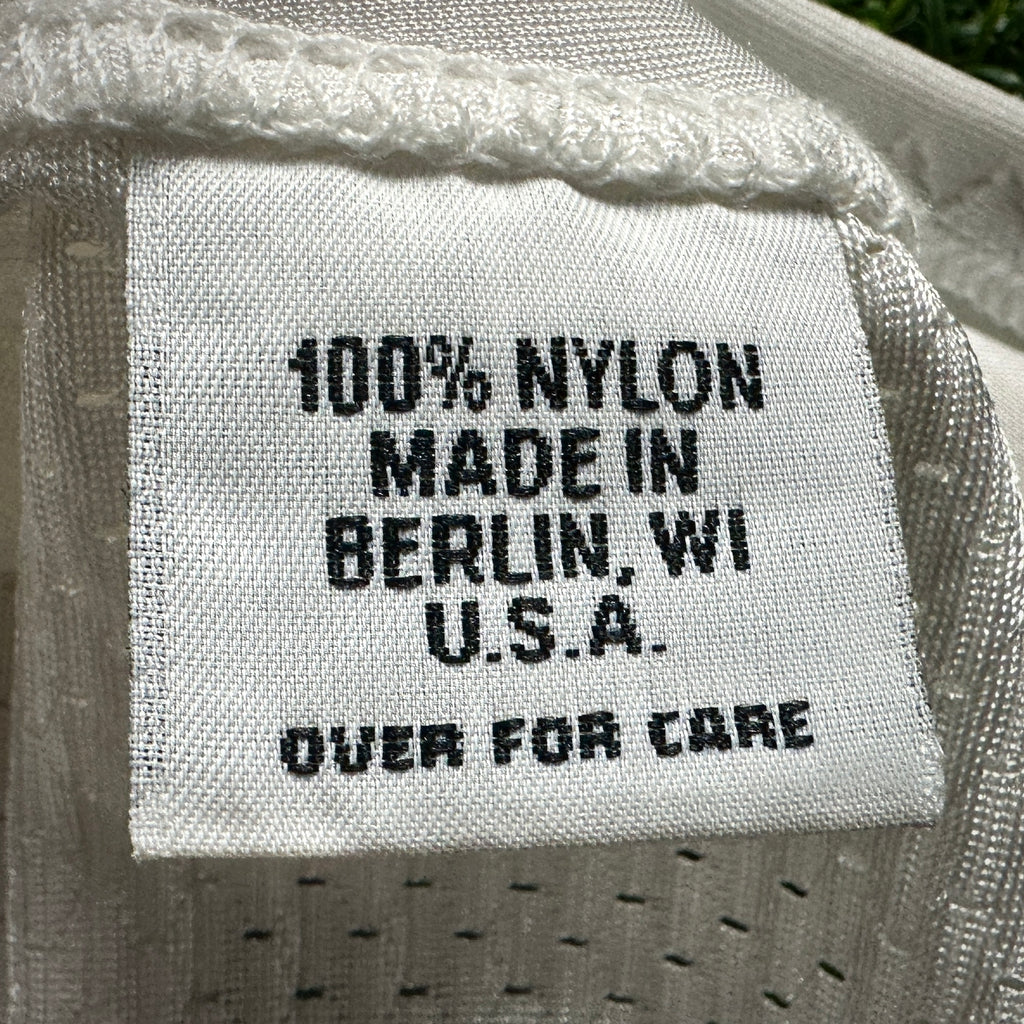 100% NYLON
MADE IN
BERLIN, WI
U.S.A.
OVER FOR CARE